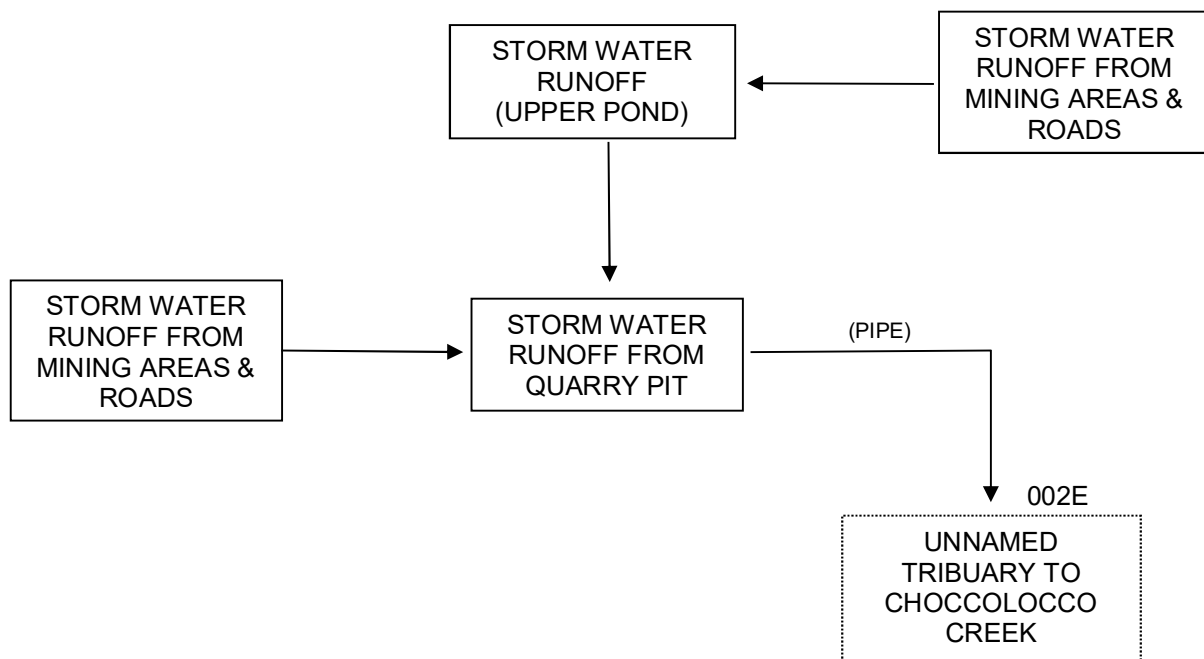 STORM WATER
RUNOFF
(UPPER POND)
STORM WATER
RUNOFF FROM
MINING AREAS &
ROADS
STORM WATER
RUNOFF FROM
MINING AREAS &
ROADS
STORM WATER
RUNOFF FROM
QUARRY PIT
(PIPE)
002E
UNNAMED
TRIBUARY TO
CHOCCOLOCCO
CREEK